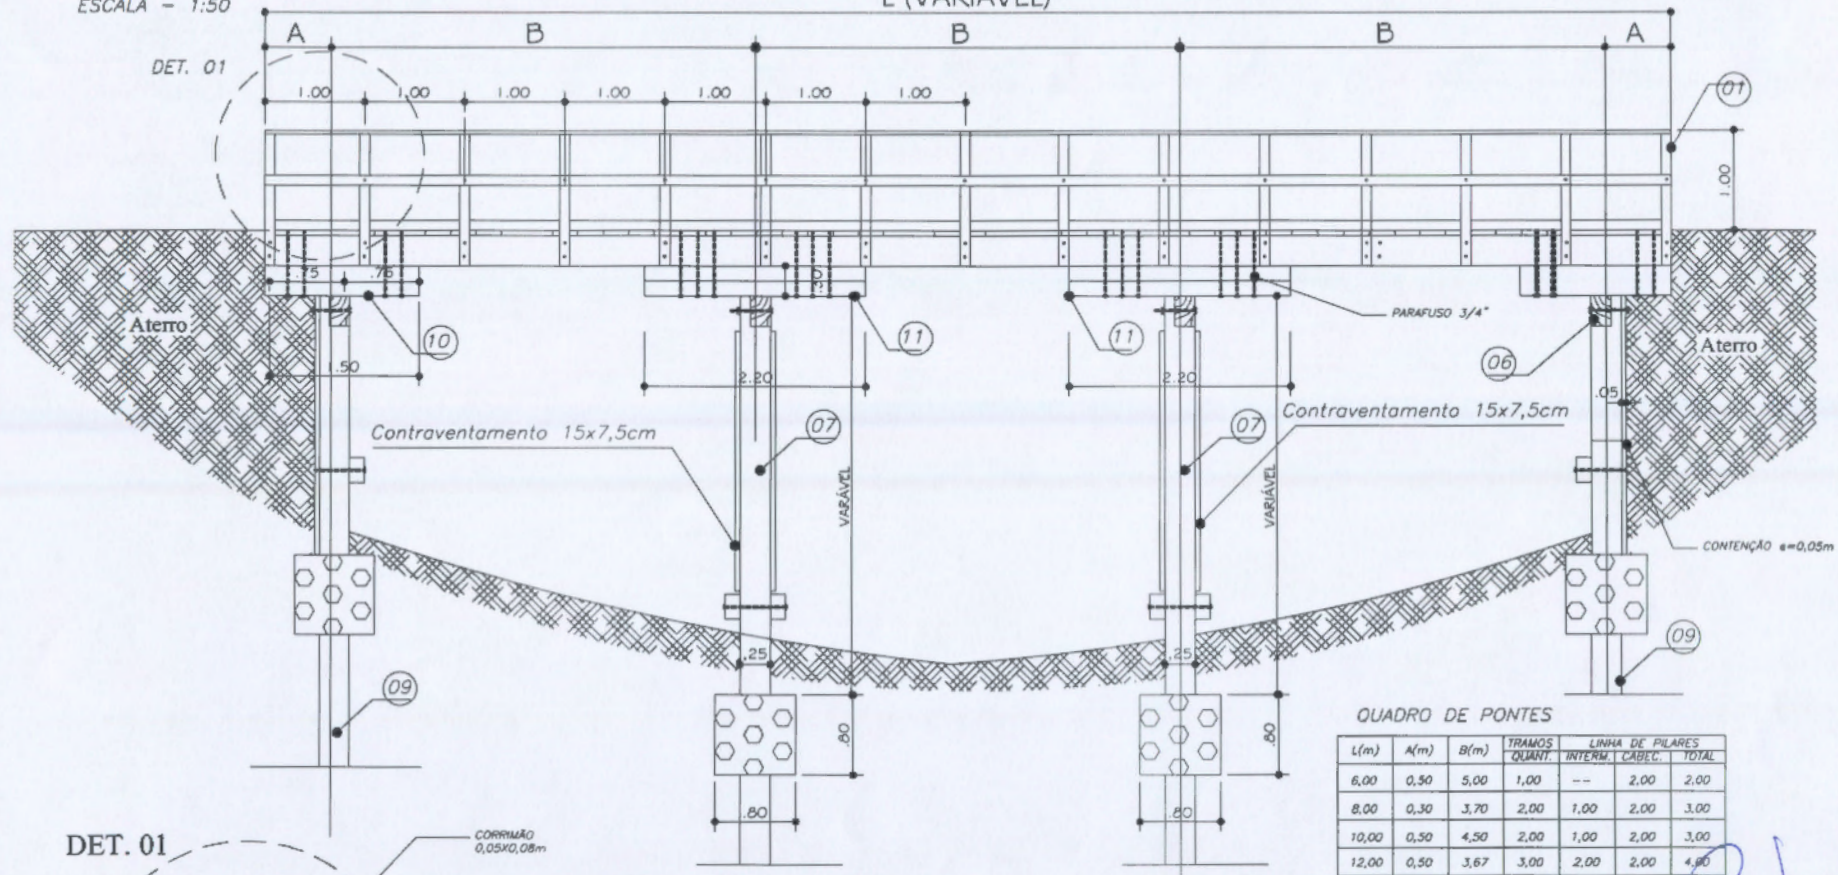 ESCALA - 1:50
L (VARIÁVEL)
A B B B A
DET. 01
1.00 1.00 1.00 1.00 1.00 1.00 1.00
01
1.00
.75 .75
10
11
11
PARAFUSO 3/4"
Aterro
Aterro
06
1.50
2.20
2.20
.05
Contraventamento 15x7,5cm
07
07
Contraventamento 15x7,5cm
VARÁVEL
VARIÁVEL
CONTENÇÃO e=0,05m
.25
.25
09
09
.80
.80
.80
.80
QUADRO DE PONTES
L(m) A(m) B(m) TRAMOS QUANT. LINHA DE PILARES INTERM. CABEC. TOTAL
6,00 0,50 5,00 1,00 -- 2,00 2,00
8,00 0,30 3,70 2,00 1,00 2,00 3,00
10,00 0,50 4,50 2,00 1,00 2,00 3,00
12,00 0,50 3,67 3,00 2,00 2,00 4,00
DET. 01
CORRIMÃO
0,05X0,08m